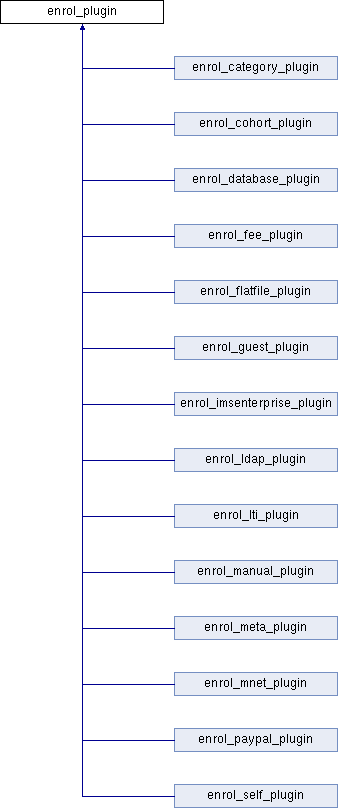 enrol_plugin
enrol_category_plugin
enrol_cohort_plugin
enrol_database_plugin
enrol_fee_plugin
enrol_flatfile_plugin
enrol_guest_plugin
enrol_imsenterprise_plugin
enrol_ldap_plugin
enrol_lti_plugin
enrol_manual_plugin
enrol_meta_plugin
enrol_mnet_plugin
enrol_paypal_plugin
enrol_self_plugin